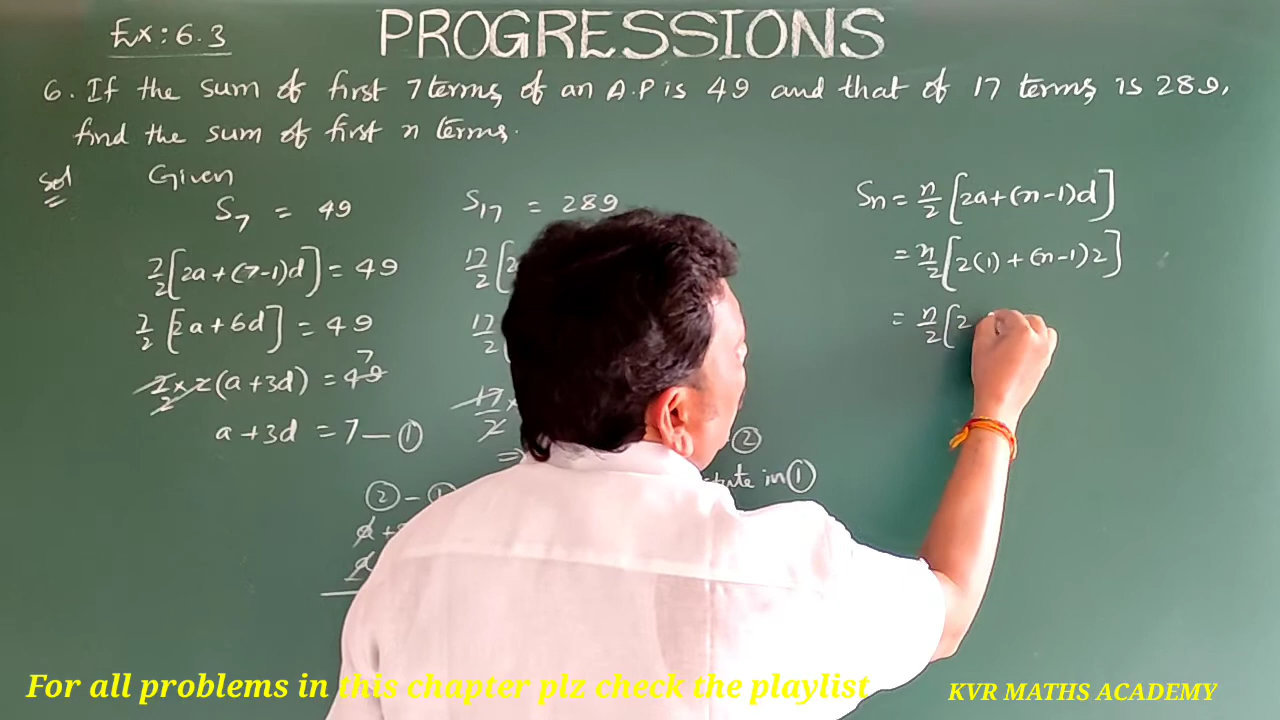 Ex: 6.3
PROGRESSIONS
6. If the sum of first 7 terms of an A.P is 49 and that of 17 terms is 289,
find the sum of first n terms.
Sol
Given
S₇ = 49
7/2[2a+(7-1)d] = 49
7/2[2a+6d] = 49
7/2×2(a+3d) = 49 7
a+3d = 7 — ①
② - ①
S₁₇ = 289
17/2[2
17/2[
17/2×
⇒
②
in ①
Sn = n/2[2a+(n-1)d]
= n/2[2(1)+(n-1)2]
= n/2[2
For all problems in this chapter plz check the playlist
KVR MATHS ACADEMY